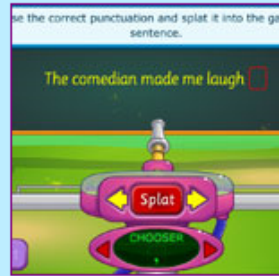 se the correct punctuation and splat it into the ga
sentence.
The comedian made me laugh
Splat
CHOOSER